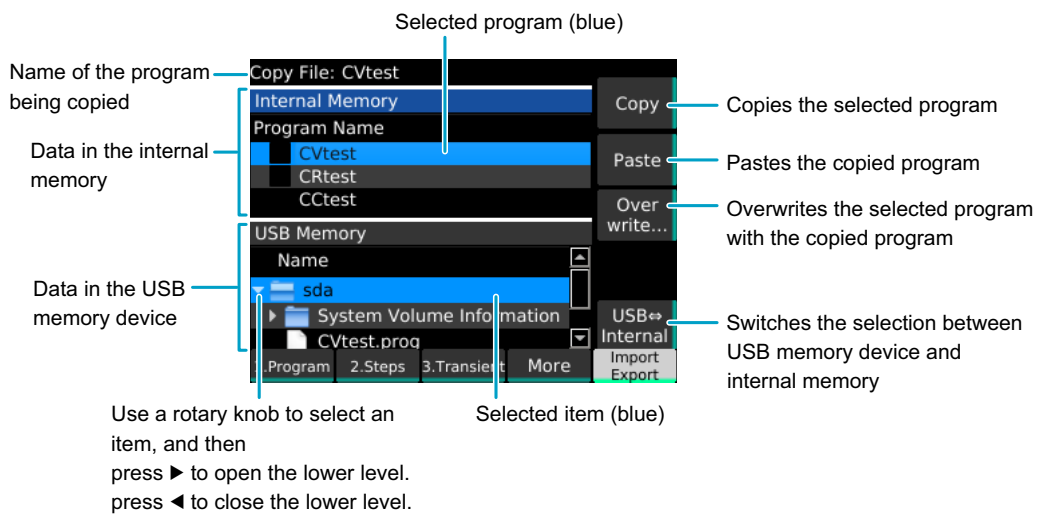 Selected program (blue)
Name of the program
being copied
Copy File: CVtest
Internal Memory
Copy
Copies the selected program
Program Name
Data in the internal
memory
CVtest
Paste
Pastes the copied program
CRtest
CCtest
Over
write...
Overwrites the selected program
with the copied program
USB Memory
Name
Data in the USB
memory device
sda
System Volume Information
USB⇔
Internal
Switches the selection between
USB memory device and
internal memory
CVtest.prog
1.Program 2.Steps 3.Transient More Import
Export
Use a rotary knob to select an
item, and then
press ▶ to open the lower level.
press ◀ to close the lower level.
Selected item (blue)